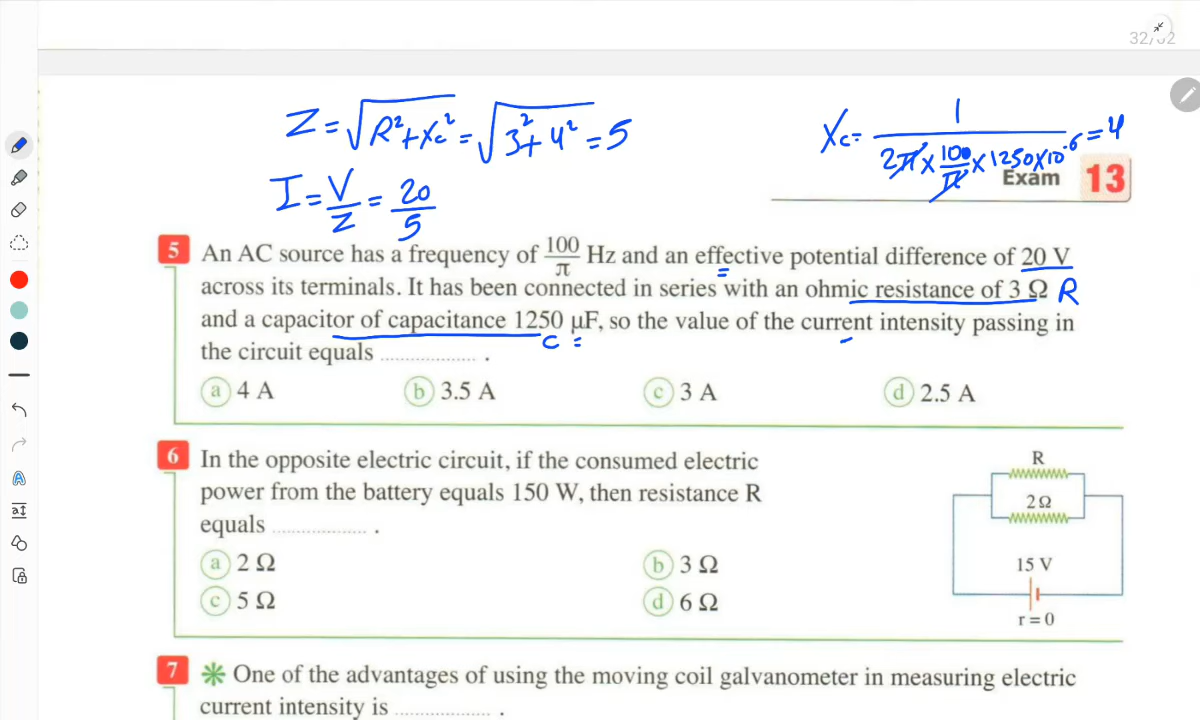 32/62
Z = √R²+Xc² = √3²+4² = 5
Xc = 1 / 2π × 100/π × 1250×10⁻⁶ = 4
I = V/Z = 20/5
Exam 13
5 An AC source has a frequency of 100/π Hz and an effective potential difference of 20 V
across its terminals. It has been connected in series with an ohmic resistance of 3 Ω R
and a capacitor of capacitance 1250 μF, so the value of the current intensity passing in
C
the circuit equals .................. .
a 4 A b 3.5 A c 3 A d 2.5 A
6 In the opposite electric circuit, if the consumed electric
power from the battery equals 150 W, then resistance R
equals .................. .
a 2 Ω b 3 Ω
c 5 Ω d 6 Ω
R
2 Ω
15 V
r = 0
7 ✱ One of the advantages of using the moving coil galvanometer in measuring electric
current intensity is .................. .